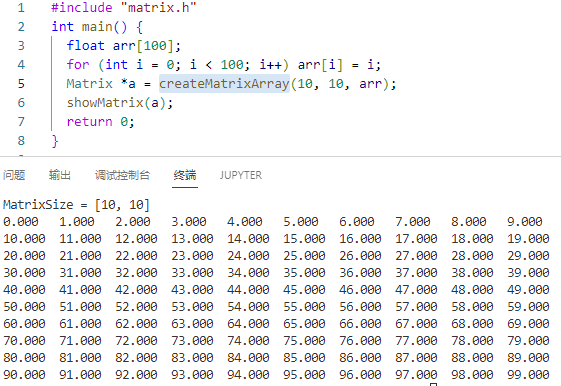 1 #include "matrix.h"
2 int main() {
3 float arr[100];
4 for (int i = 0; i < 100; i++) arr[i] = i;
5 Matrix *a = createMatrixArray(10, 10, arr);
6 showMatrix(a);
7 return 0;
8 }
问题 输出 调试控制台 终端 JUPYTER
MatrixSize = [10, 10]
0.000 1.000 2.000 3.000 4.000 5.000 6.000 7.000 8.000 9.000
10.000 11.000 12.000 13.000 14.000 15.000 16.000 17.000 18.000 19.000
20.000 21.000 22.000 23.000 24.000 25.000 26.000 27.000 28.000 29.000
30.000 31.000 32.000 33.000 34.000 35.000 36.000 37.000 38.000 39.000
40.000 41.000 42.000 43.000 44.000 45.000 46.000 47.000 48.000 49.000
50.000 51.000 52.000 53.000 54.000 55.000 56.000 57.000 58.000 59.000
60.000 61.000 62.000 63.000 64.000 65.000 66.000 67.000 68.000 69.000
70.000 71.000 72.000 73.000 74.000 75.000 76.000 77.000 78.000 79.000
80.000 81.000 82.000 83.000 84.000 85.000 86.000 87.000 88.000 89.000
90.000 91.000 92.000 93.000 94.000 95.000 96.000 97.000 98.000 99.000